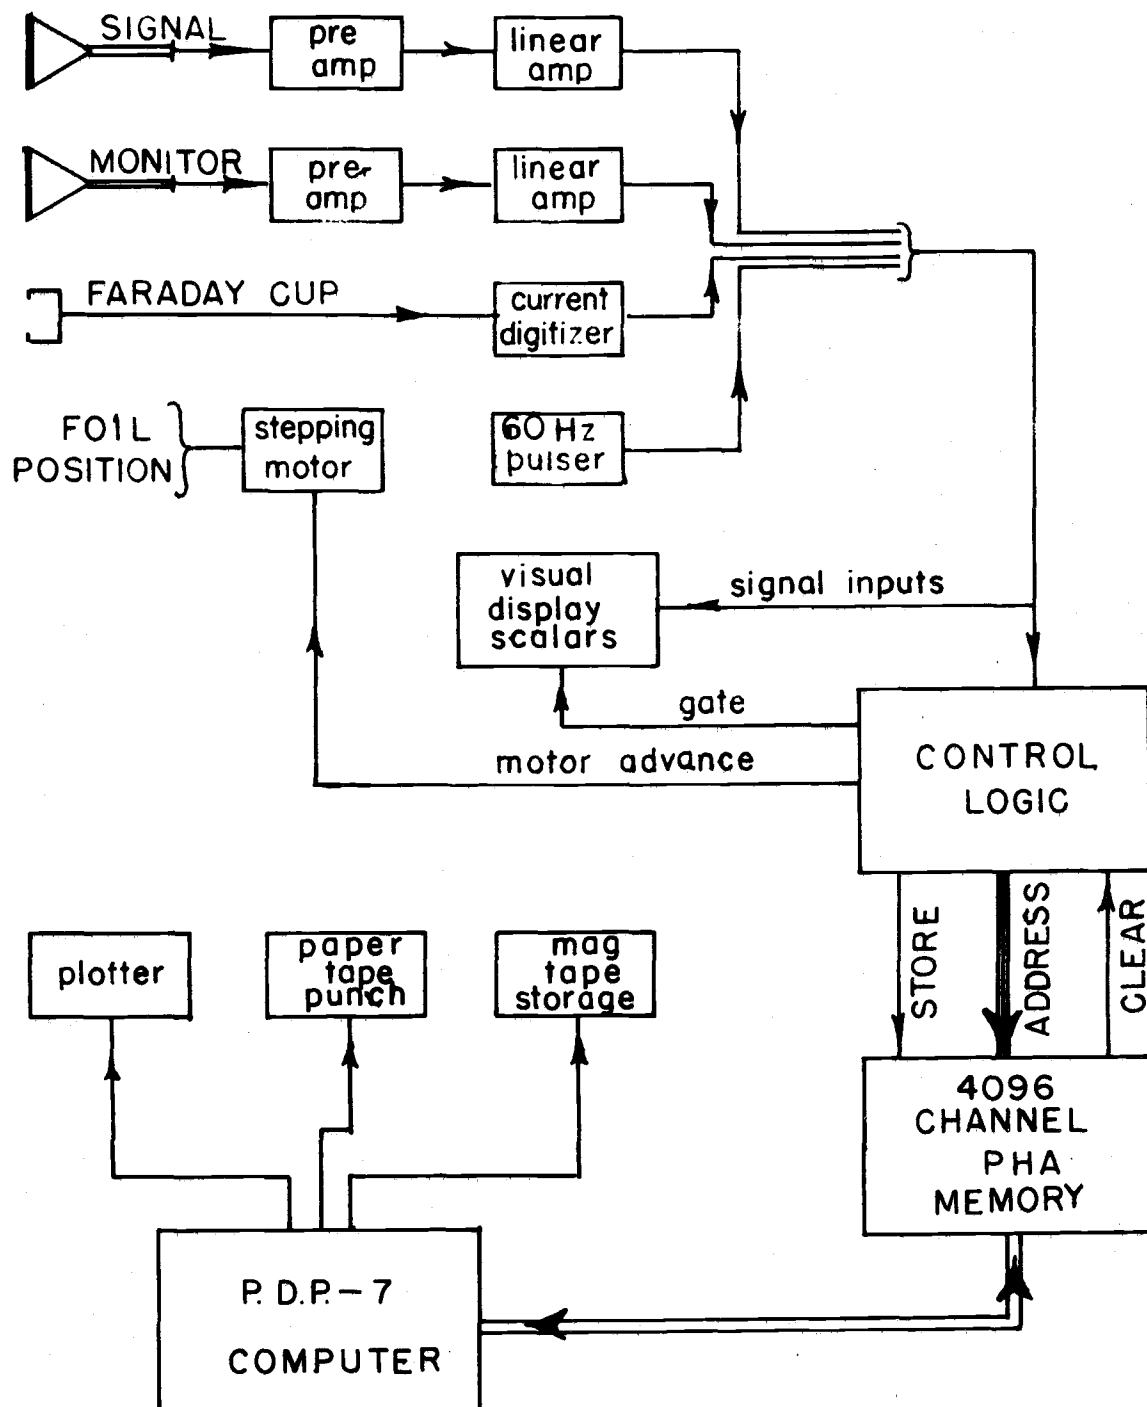 SIGNAL
pre
amp
linear
amp
MONITOR
pre-
amp
linear
amp
FARADAY CUP
current
digitizer
FOIL
POSITION
stepping
motor
60 Hz
pulser
visual
display
scalars
signal inputs
gate
motor advance
CONTROL
LOGIC
STORE
ADDRESS
CLEAR
plotter
paper
tape
punch
mag
tape
storage
4096
CHANNEL
PHA
MEMORY
P.D.P.-7
COMPUTER